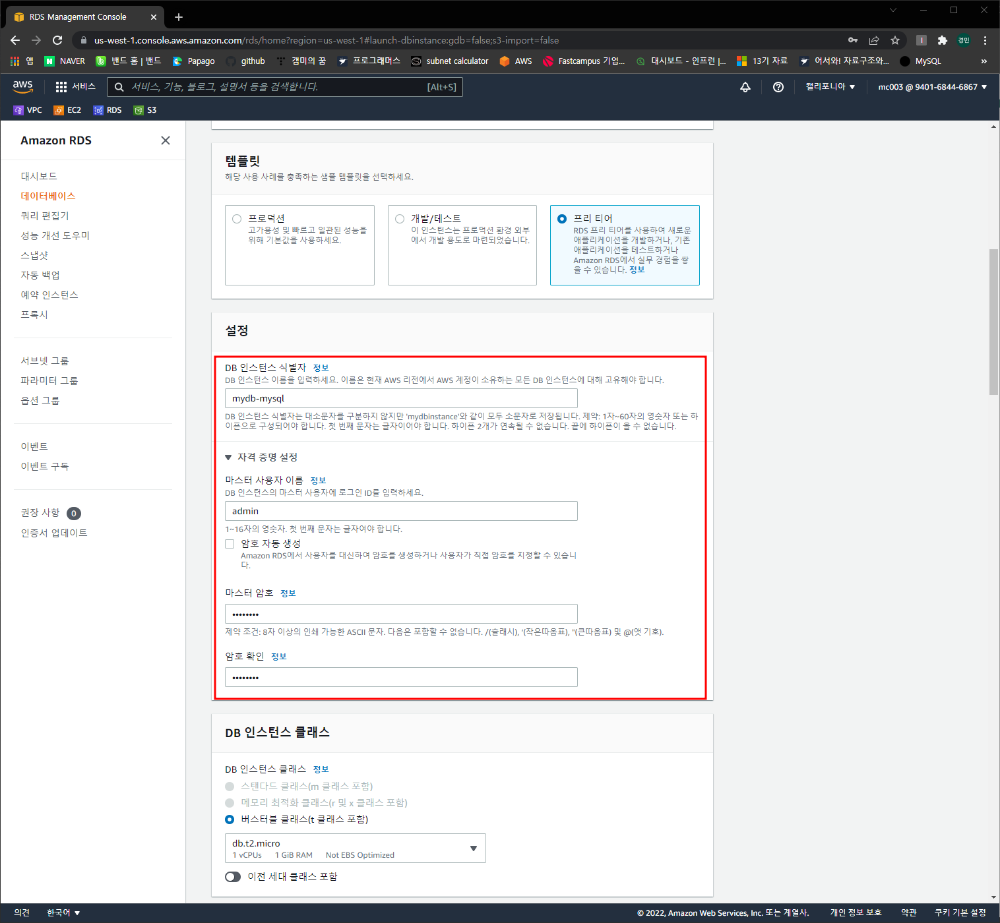 RDS Management Console
us-west-1.console.aws.amazon.com/rds/home?region=us-west-1#launch-dbinstance:gdb=false;s3-import=false
경민
앱 NAVER 밴드 홈 | 밴드 Papago github 캠미의 꿈 프로그래머스 subnet calculator AWS Fastcampus 기업... 대시보드 - 인프런 |... 13기 자료 어서와! 자료구조와... MySQL »
aws 서비스 서비스, 기능, 블로그, 설명서 등을 검색합니다. [Alt+S] 캘리포니아 ▼ mc003 @ 9401-6844-6867 ▼
VPC EC2 RDS S3
Amazon RDS
대시보드
데이터베이스
쿼리 편집기
성능 개선 도우미
스냅샷
자동 백업
예약 인스턴스
프록시
서브넷 그룹
파라미터 그룹
옵션 그룹
이벤트
이벤트 구독
권장 사항 0
인증서 업데이트
템플릿
해당 사용 사례를 충족하는 샘플 템플릿을 선택하세요.
프로덕션
고가용성 및 빠르고 일관된 성능을
위해 기본값을 사용하세요.
개발/테스트
이 인스턴스는 프로덕션 환경 외부
에서 개발 용도로 마련되었습니다.
프리 티어
RDS 프리 티어를 사용하여 새로운
애플리케이션을 개발하거나, 기존
애플리케이션을 테스트하거나
Amazon RDS에서 실무 경험을 쌓
을 수 있습니다. 정보
설정
DB 인스턴스 식별자 정보
DB 인스턴스 이름을 입력하세요. 이름은 현재 AWS 리전에서 AWS 계정이 소유하는 모든 DB 인스턴스에 대해 고유해야 합니다.
mydb-mysql
DB 인스턴스 식별자는 대소문자를 구분하지 않지만 'mydbinstance'와 같이 모두 소문자로 저장됩니다. 제약: 1자~60자의 영숫자 또는 하
이픈으로 구성되어야 합니다. 첫 번째 문자는 글자이어야 합니다. 하이픈 2개가 연속될 수 없습니다. 끝에 하이픈이 올 수 없습니다.
▼ 자격 증명 설정
마스터 사용자 이름 정보
DB 인스턴스의 마스터 사용자에 로그인 ID를 입력하세요.
admin
1~16자의 영숫자. 첫 번째 문자는 글자여야 합니다.
암호 자동 생성
Amazon RDS에서 사용자를 대신하여 암호를 생성하거나 사용자가 직접 암호를 지정할 수 있습니
다.
마스터 암호 정보
••••••••
제약 조건: 8자 이상의 인쇄 가능한 ASCII 문자. 다음은 포함할 수 없습니다. /(슬래시), '(작은따옴표), "(큰따옴표) 및 @(앳 기호).
암호 확인 정보
••••••••
DB 인스턴스 클래스
DB 인스턴스 클래스 정보
스탠다드 클래스(m 클래스 포함)
메모리 최적화 클래스(r 및 x 클래스 포함)
버스터블 클래스(t 클래스 포함)
db.t2.micro
1 vCPUs 1 GiB RAM Not EBS Optimized
이전 세대 클래스 포함
의견 한국어 ▼ © 2022, Amazon Web Services, Inc. 또는 계열사. 개인 정보 보호 약관 쿠키 기본 설정